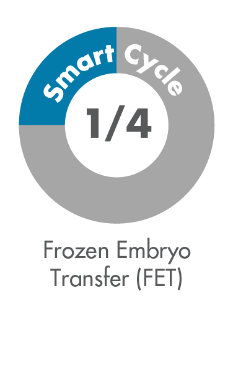 Smart Cycle
1/4
Frozen Embryo
Transfer (FET)